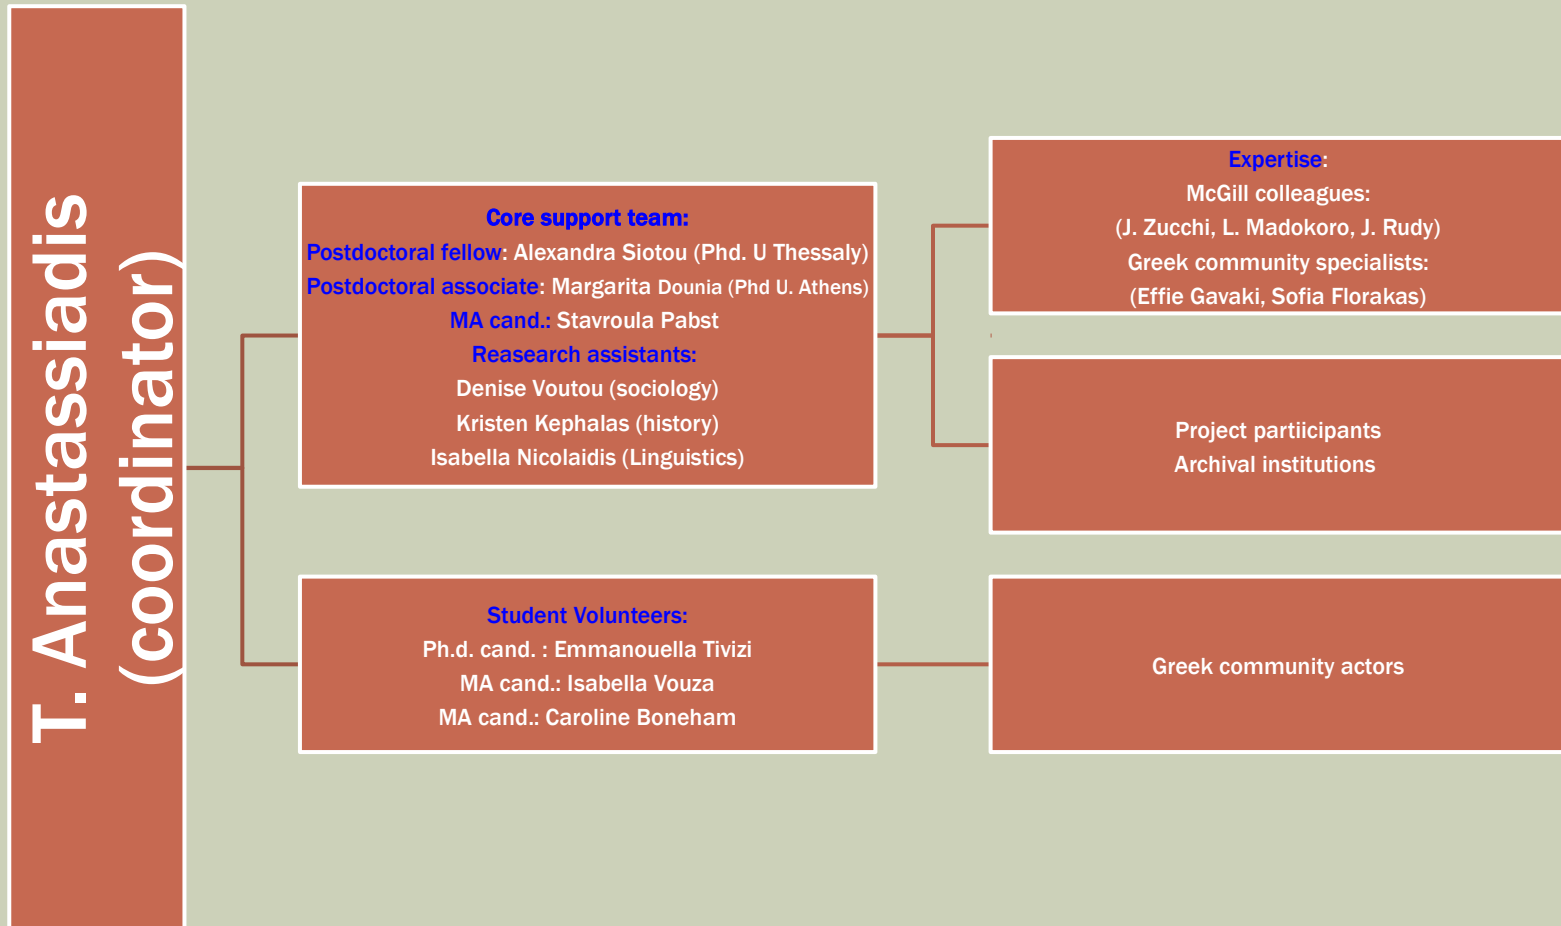 T. Anastassiadis
(coordinator)
Core support team:
Postdoctoral fellow: Alexandra Siotou (Phd. U Thessaly)
Postdoctoral associate: Margarita Dounia (Phd U. Athens)
MA cand.: Stavroula Pabst
Reasearch assistants:
Denise Voutou (sociology)
Kristen Kephalas (history)
Isabella Nicolaidis (Linguistics)
Expertise:
McGill colleagues:
(J. Zucchi, L. Madokoro, J. Rudy)
Greek community specialists:
(Effie Gavaki, Sofia Florakas)
Project partiicipants
Archival institutions
Student Volunteers:
Ph.d. cand. : Emmanouella Tivizi
MA cand.: Isabella Vouza
MA cand.: Caroline Boneham
Greek community actors